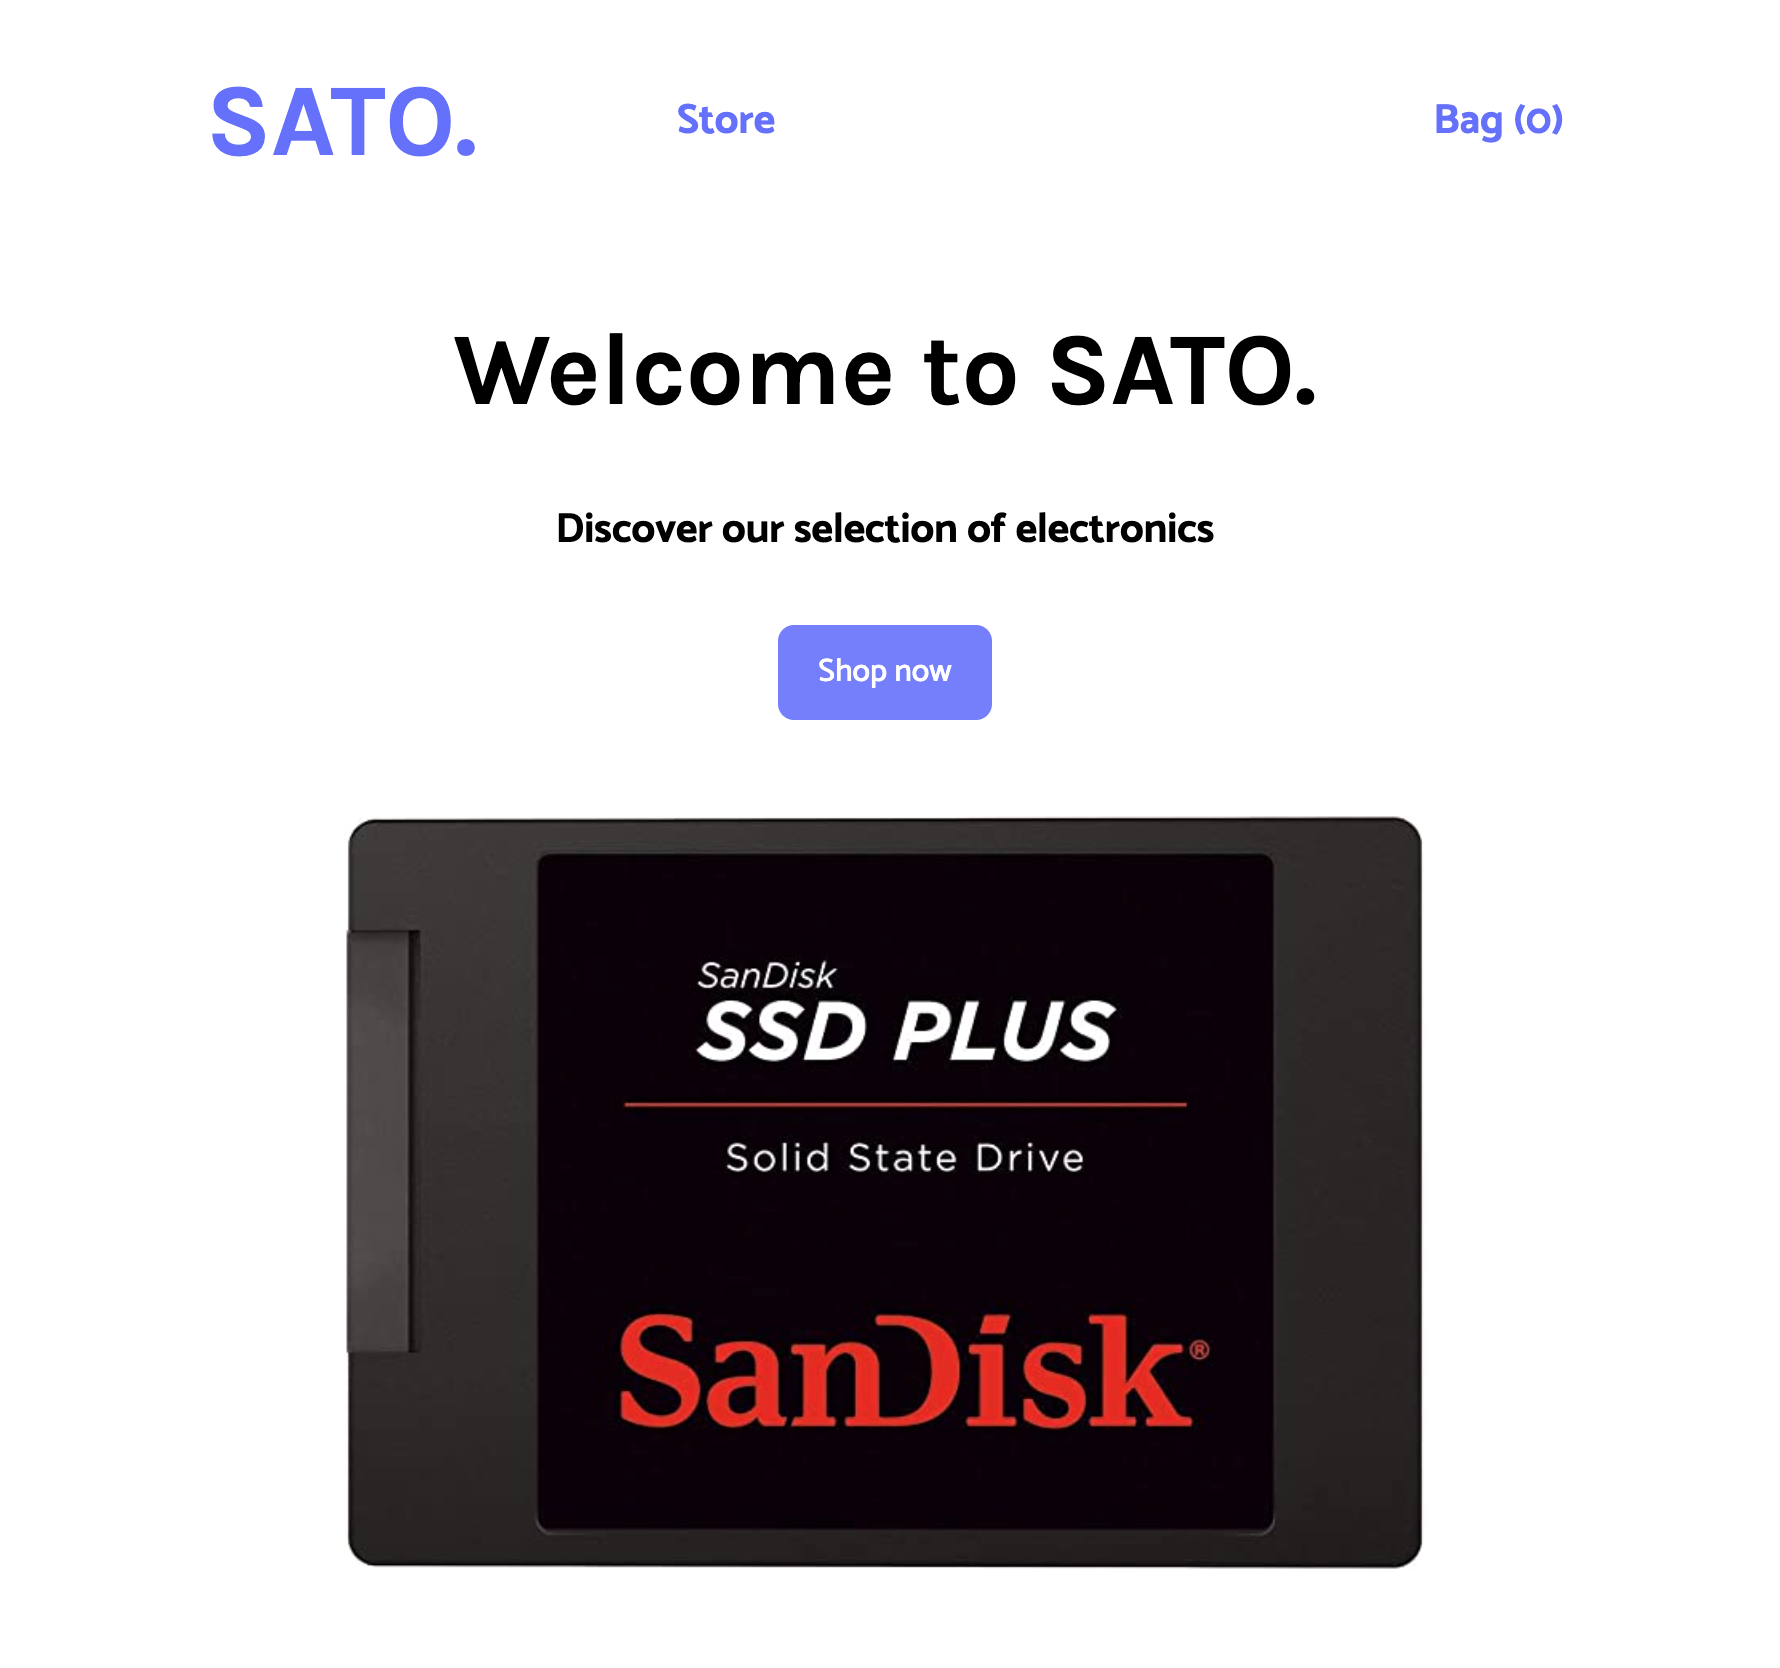 SATO. Store Bag (0)
Welcome to SATO.
Discover our selection of electronics
Shop now
SanDisk
SSD PLUS
Solid State Drive
SanDisk®